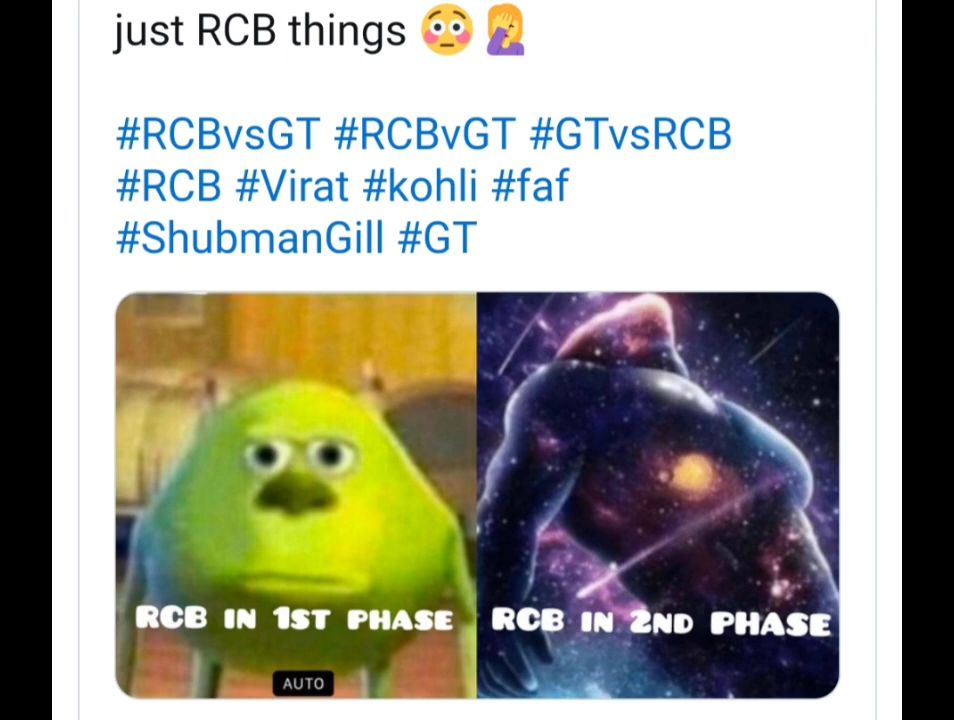 just RCB things 😳 🤦‍♀️
#RCBvsGT #RCBvGT #GTvsRCB
#RCB #Virat #kohli #faf
#ShubmanGill #GT
RCB IN 1ST PHASE
RCB IN 2ND PHASE
AUTO